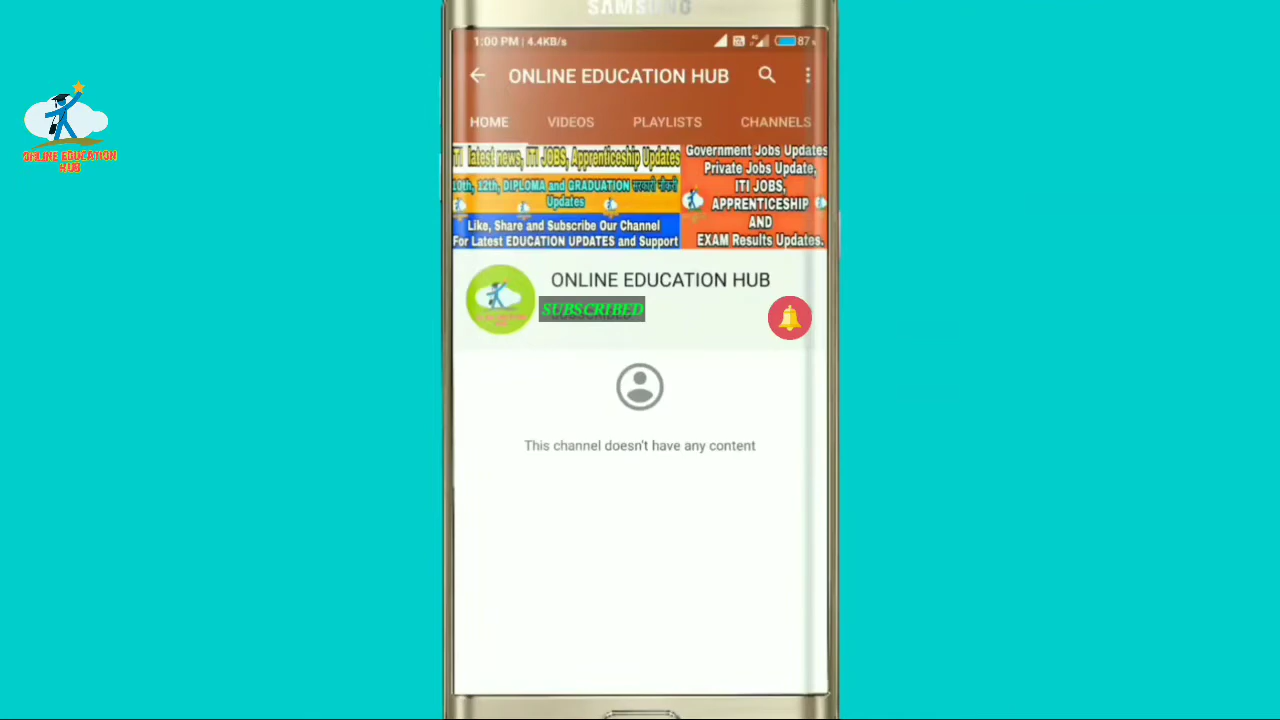 SAMSUNG
1:00 PM | 4.4KB/s
87
ONLINE EDUCATION HUB
HOME VIDEOS PLAYLISTS CHANNELS
ITI latest news, ITI JOBS, Apprenticeship Updates
10th, 12th, DIPLOMA and GRADUATION सरकारी नौकरी
Updates
Like, Share and Subscribe Our Channel
For Latest EDUCATION UPDATES and Support
Government Jobs Updates
Private Jobs Update,
ITI JOBS,
APPRENTICESHIP
AND
EXAM Results Updates.
ONLINE EDUCATION HUB
SUBSCRIBED
This channel doesn't have any content
ONLINE EDUCATION
HUB